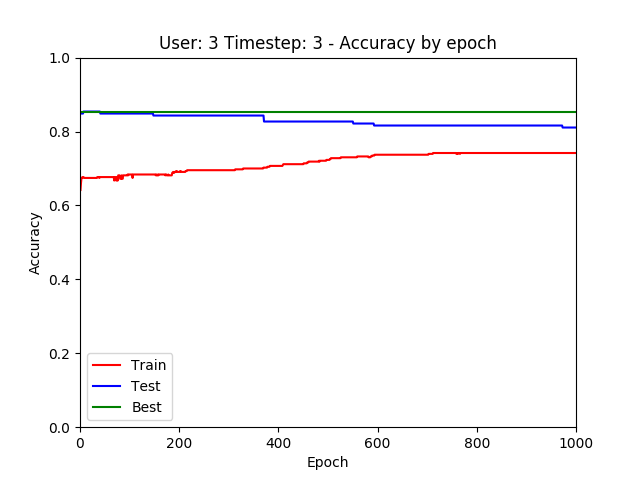 User: 3 Timestep: 3 - Accuracy by epoch
1.0
0.8
0.6
0.4
0.2
0.0
Accuracy
Train
Test
Best
0 200 400 600 800 1000
Epoch